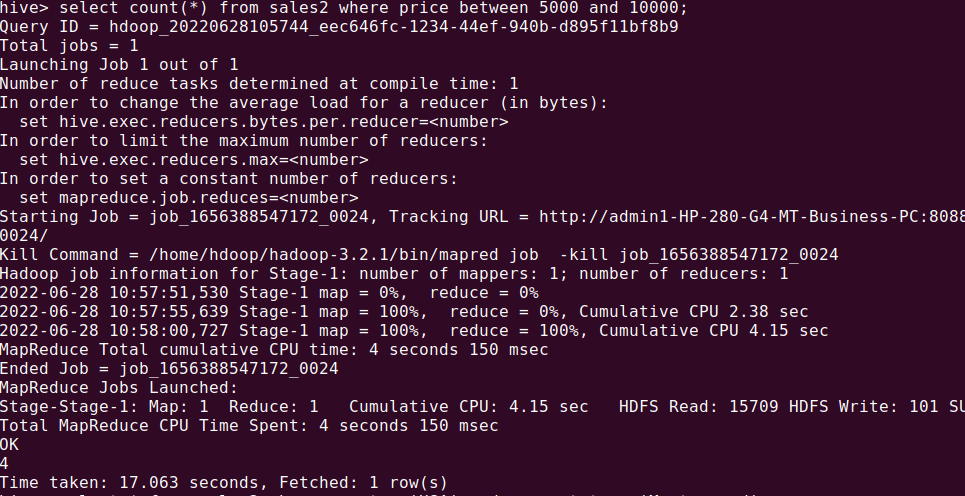 hive> select count(*) from sales2 where price between 5000 and 10000;
Query ID = hdoop_20220628105744_eec646fc-1234-44ef-940b-d895f11bf8b9
Total jobs = 1
Launching Job 1 out of 1
Number of reduce tasks determined at compile time: 1
In order to change the average load for a reducer (in bytes):
  set hive.exec.reducers.bytes.per.reducer=<number>
In order to limit the maximum number of reducers:
  set hive.exec.reducers.max=<number>
In order to set a constant number of reducers:
  set mapreduce.job.reduces=<number>
Starting Job = job_1656388547172_0024, Tracking URL = http://admin1-HP-280-G4-MT-Business-PC:8088
0024/
Kill Command = /home/hdoop/hadoop-3.2.1/bin/mapred job  -kill job_1656388547172_0024
Hadoop job information for Stage-1: number of mappers: 1; number of reducers: 1
2022-06-28 10:57:51,530 Stage-1 map = 0%,  reduce = 0%
2022-06-28 10:57:55,639 Stage-1 map = 100%,  reduce = 0%, Cumulative CPU 2.38 sec
2022-06-28 10:58:00,727 Stage-1 map = 100%,  reduce = 100%, Cumulative CPU 4.15 sec
MapReduce Total cumulative CPU time: 4 seconds 150 msec
Ended Job = job_1656388547172_0024
MapReduce Jobs Launched:
Stage-Stage-1: Map: 1  Reduce: 1   Cumulative CPU: 4.15 sec   HDFS Read: 15709 HDFS Write: 101 SU
Total MapReduce CPU Time Spent: 4 seconds 150 msec
OK
4
Time taken: 17.063 seconds, Fetched: 1 row(s)